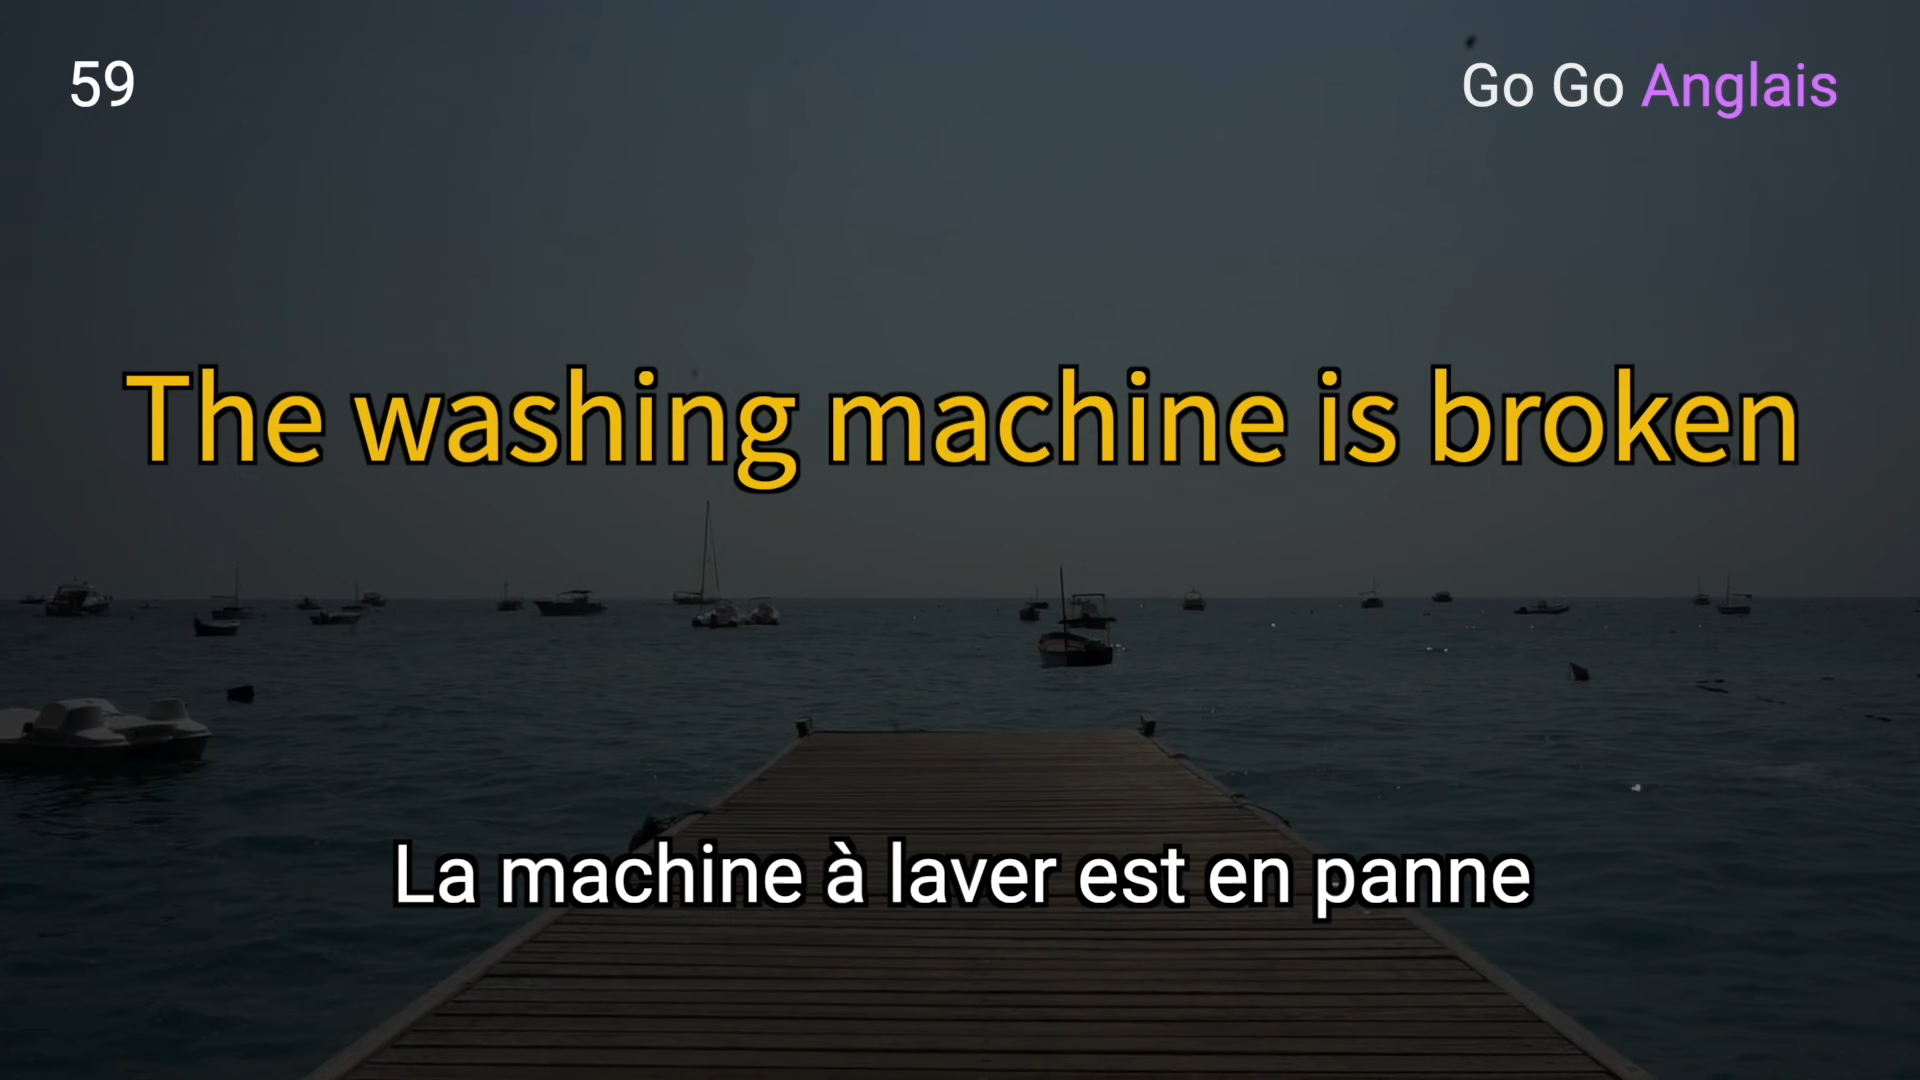 59
Go Go Anglais
The washing machine is broken
La machine à laver est en panne